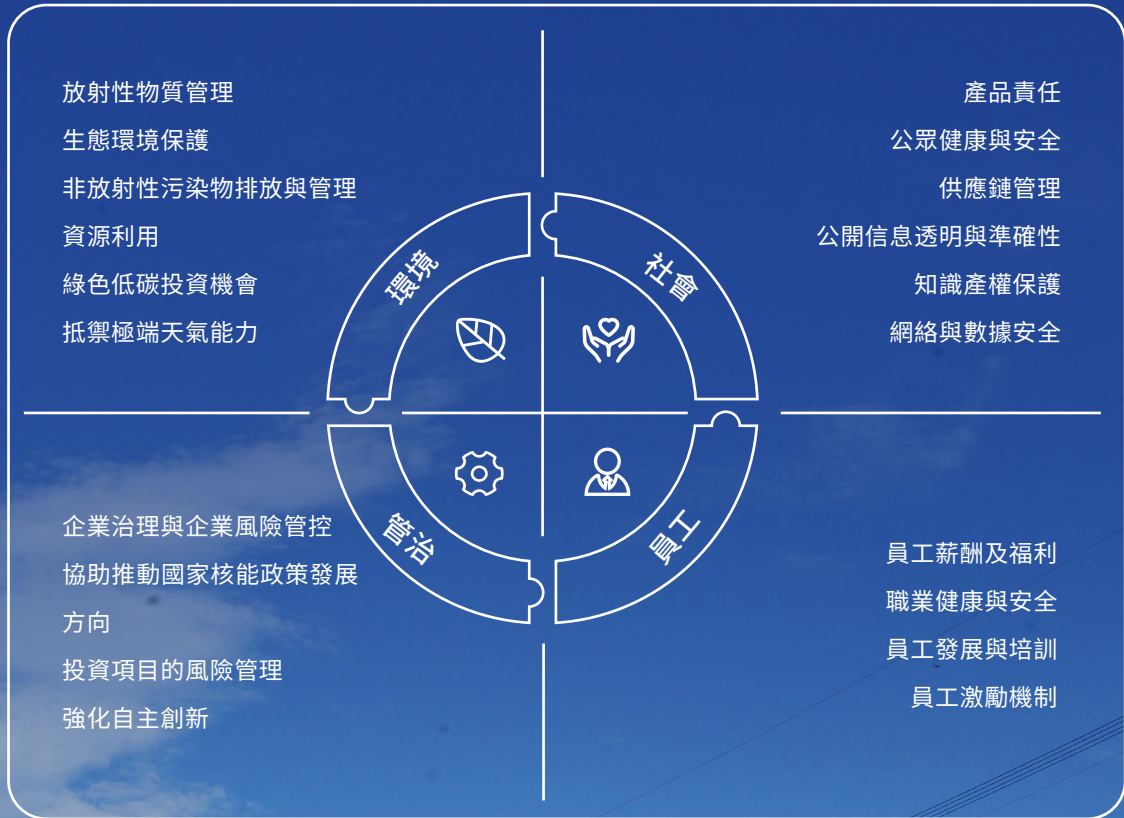 放射性物質管理
生態環境保護
非放射性污染物排放與管理
資源利用
綠色低碳投資機會
抵禦極端天氣能力
產品責任
公眾健康與安全
供應鏈管理
公開信息透明與準確性
知識產權保護
網絡與數據安全
環境
社會
管治
員工
企業治理與企業風險管控
協助推動國家核能政策發展
方向
投資項目的風險管理
強化自主創新
員工薪酬及福利
職業健康與安全
員工發展與培訓
員工激勵機制